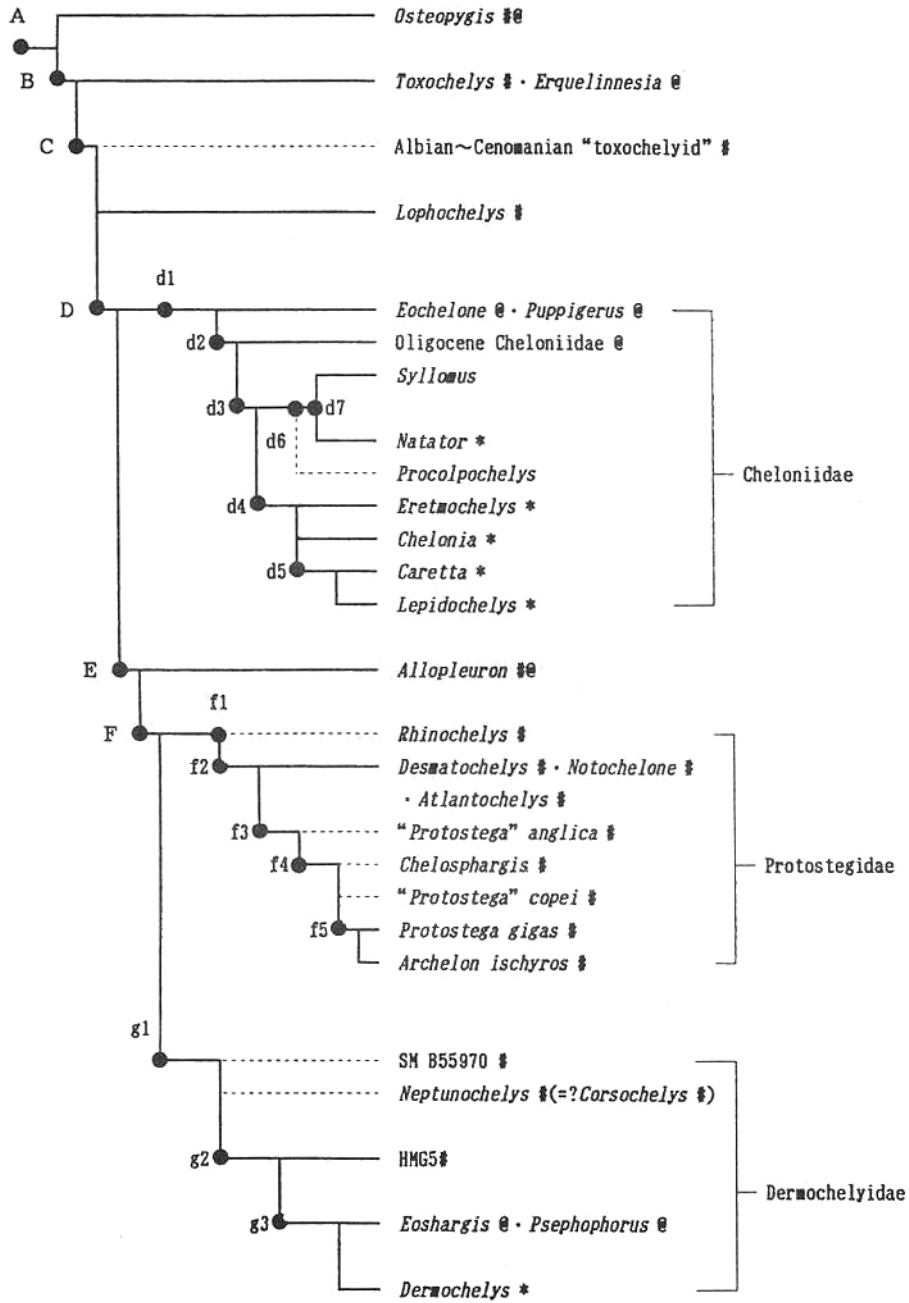 A
Osteopygis #@
B
Toxochelys # · Erquelinnesia @
C
Albian~Cenomanian “toxochelyid” #
Lophochelys #
d1
D
Eochelone @ · Puppigerus @
d2
Oligocene Cheloniidae @
Syllomus
d3
d7
d6
Natator *
Procolpochelys
Cheloniidae
d4
Eretmochelys *
Chelonia *
d5
Caretta *
Lepidochelys *
E
Allopleuron #@
f1
F
Rhinochelys #
f2
Desmatochelys # · Notochelone #
· Atlantochelys #
f3
“Protostega” anglica #
f4
Chelosphargis #
Protostegidae
“Protostega” copei #
f5
Protostega gigas #
Archelon ischyros #
g1
SM B55970 #
Neptunochelys #(=?Corsochelys #)
g2
HMG5#
Dermochelyidae
g3
Eoshargis @ · Psephophorus @
Dermochelys *